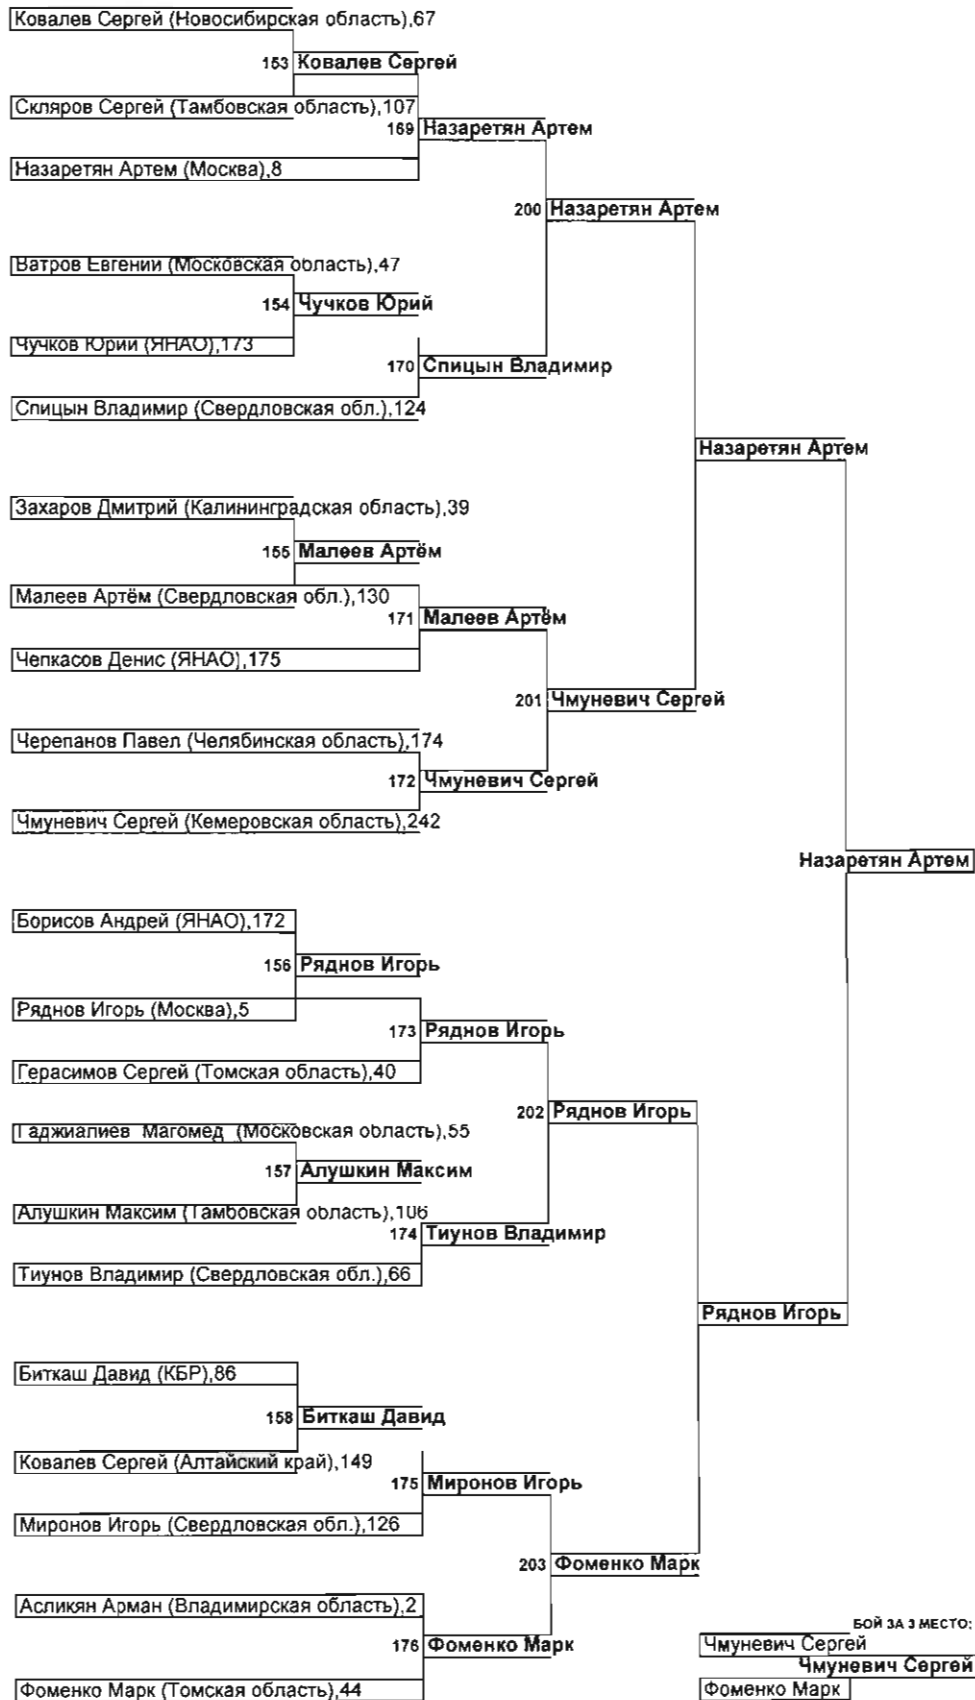 Ковалев Сергей (Новосибирская область),67
153 Ковалев Сергей
Скляров Сергей (Тамбовская область),107
169 Назаретян Артем
Назаретян Артем (Москва),8
200 Назаретян Артем
Ватров Евгении (Московская область),47
154 Чучков Юрий
Чучков Юрии (ЯНАО),173
170 Спицын Владимир
Спицын Владимир (Свердловская обл.),124
Назаретян Артем
Захаров Дмитрий (Калининградская область),39
155 Малеев Артём
Малеев Артём (Свердловская обл.),130
171 Малеев Артём
Чепкасов Денис (ЯНАО),175
201 Чмуневич Сергей
Черепанов Павел (Челябинская область),174
172 Чмуневич Сергей
Чмуневич Сергей (Кемеровская область),242
Назаретян Артем
Борисов Андрей (ЯНАО),172
156 Ряднов Игорь
Ряднов Игорь (Москва),5
173 Ряднов Игорь
Герасимов Сергей (Томская область),40
202 Ряднов Игорь
Гаджиалиев Магомед (Московская область),55
157 Алушкин Максим
Алушкин Максим (Тамбовская область),106
174 Тиунов Владимир
Тиунов Владимир (Свердловская обл.),66
Ряднов Игорь
Биткаш Давид (КБР),86
158 Биткаш Давид
Ковалев Сергей (Алтайский край),149
175 Миронов Игорь
Миронов Игорь (Свердловская обл.),126
203 Фоменко Марк
Асликян Арман (Владимирская область),2
БОЙ ЗА 3 МЕСТО:
176 Фоменко Марк
Чмуневич Сергей
Чмуневич Сергей
Фоменко Марк (Томская область),44
Фоменко Марк